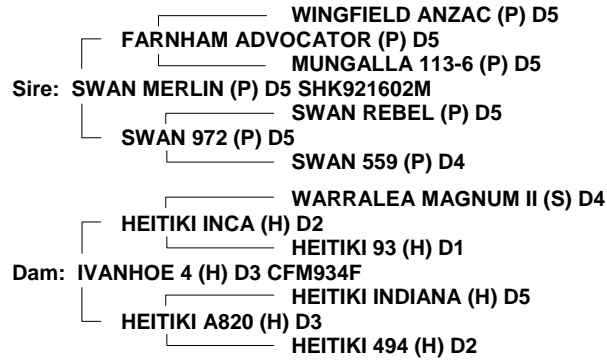 WINGFIELD ANZAC (P) D5
FARNHAM ADVOCATOR (P) D5
MUNGALLA 113-6 (P) D5
Sire: SWAN MERLIN (P) D5 SHK921602M
SWAN REBEL (P) D5
SWAN 972 (P) D5
SWAN 559 (P) D4
WARRALEA MAGNUM II (S) D4
HEITIKI INCA (H) D2
HEITIKI 93 (H) D1
Dam: IVANHOE 4 (H) D3 CFM934F
HEITIKI INDIANA (H) D5
HEITIKI A820 (H) D3
HEITIKI 494 (H) D2